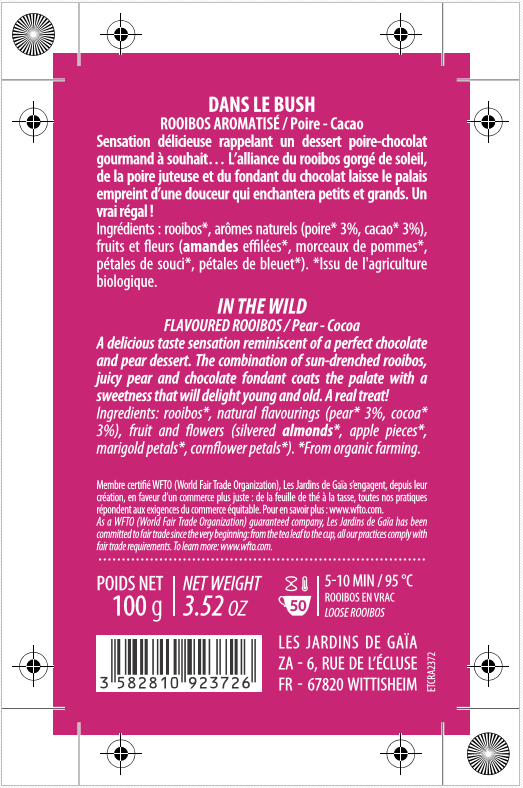 DANS LE BUSH
ROOIBOS AROMATISÉ / Poire - Cacao
Sensation délicieuse rappelant un dessert poire-chocolat
gourmand à souhait… L’alliance du rooibos gorgé de soleil,
de la poire juteuse et du fondant du chocolat laisse le palais
empreint d’une douceur qui enchantera petits et grands. Un
vrai régal !
Ingrédients : rooibos*, arômes naturels (poire* 3%, cacao* 3%),
fruits et fleurs (amandes effilées*, morceaux de pommes*,
pétales de souci*, pétales de bleuet*). *Issu de l'agriculture
biologique.
IN THE WILD
FLAVOURED ROOIBOS / Pear - Cocoa
A delicious taste sensation reminiscent of a perfect chocolate
and pear dessert. The combination of sun-drenched rooibos,
juicy pear and chocolate fondant coats the palate with a
sweetness that will delight young and old. A real treat!
Ingredients: rooibos*, natural flavourings (pear* 3%, cocoa*
3%), fruit and flowers (silvered almonds*, apple pieces*,
marigold petals*, cornflower petals*). *From organic farming.
Membre certifié WFTO (World Fair Trade Organization), Les Jardins de Gaïa s’engagent, depuis leur
création, en faveur d’un commerce plus juste : de la feuille de thé à la tasse, toutes nos pratiques
répondent aux exigences du commerce équitable. Pour en savoir plus : www.wfto.com.
As a WFTO (World Fair Trade Organization) guaranteed company, Les Jardins de Gaïa has been
committed to fair trade since the very beginning: from the tea leaf to the cup, all our practices comply with
fair trade requirements. To learn more: www.wfto.com.
POIDS NET
100 g
NET WEIGHT
3.52 OZ
50
5-10 MIN / 95 °C
ROOIBOS EN VRAC
LOOSE ROOIBOS
3 582810 923726
LES JARDINS DE GAÏA
ZA - 6, RUE DE L’ÉCLUSE
FR - 67820 WITTISHEIM
ETCRA2372